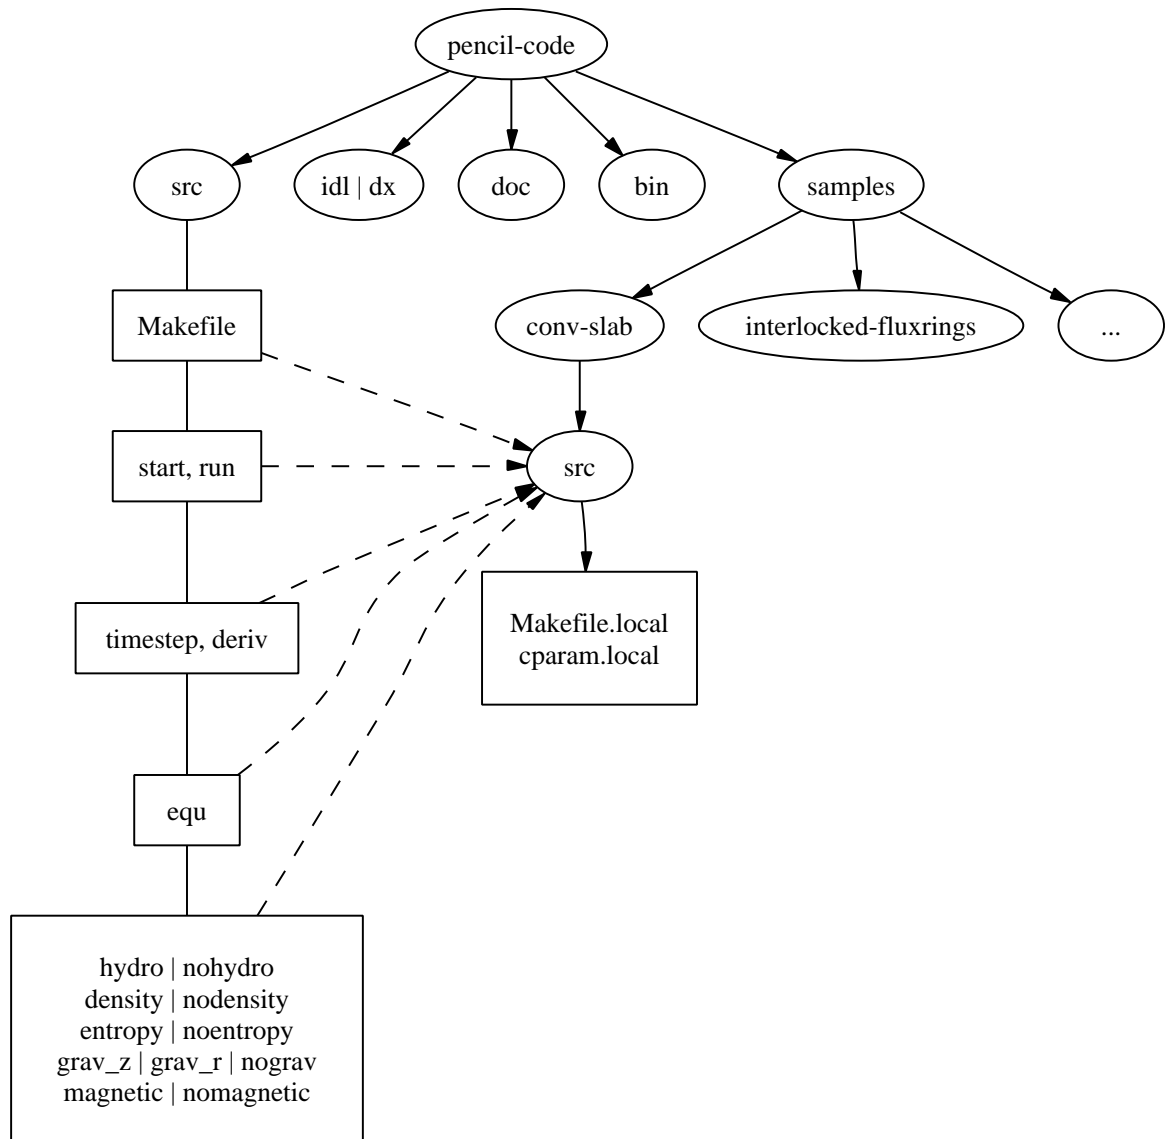 pencil-code
src
idl | dx
doc
bin
samples
Makefile
conv-slab
interlocked-fluxrings
...
start, run
src
timestep, deriv
Makefile.local
cparam.local
equ
hydro | nohydro
density | nodensity
entropy | noentropy
grav_z | grav_r | nograv
magnetic | nomagnetic